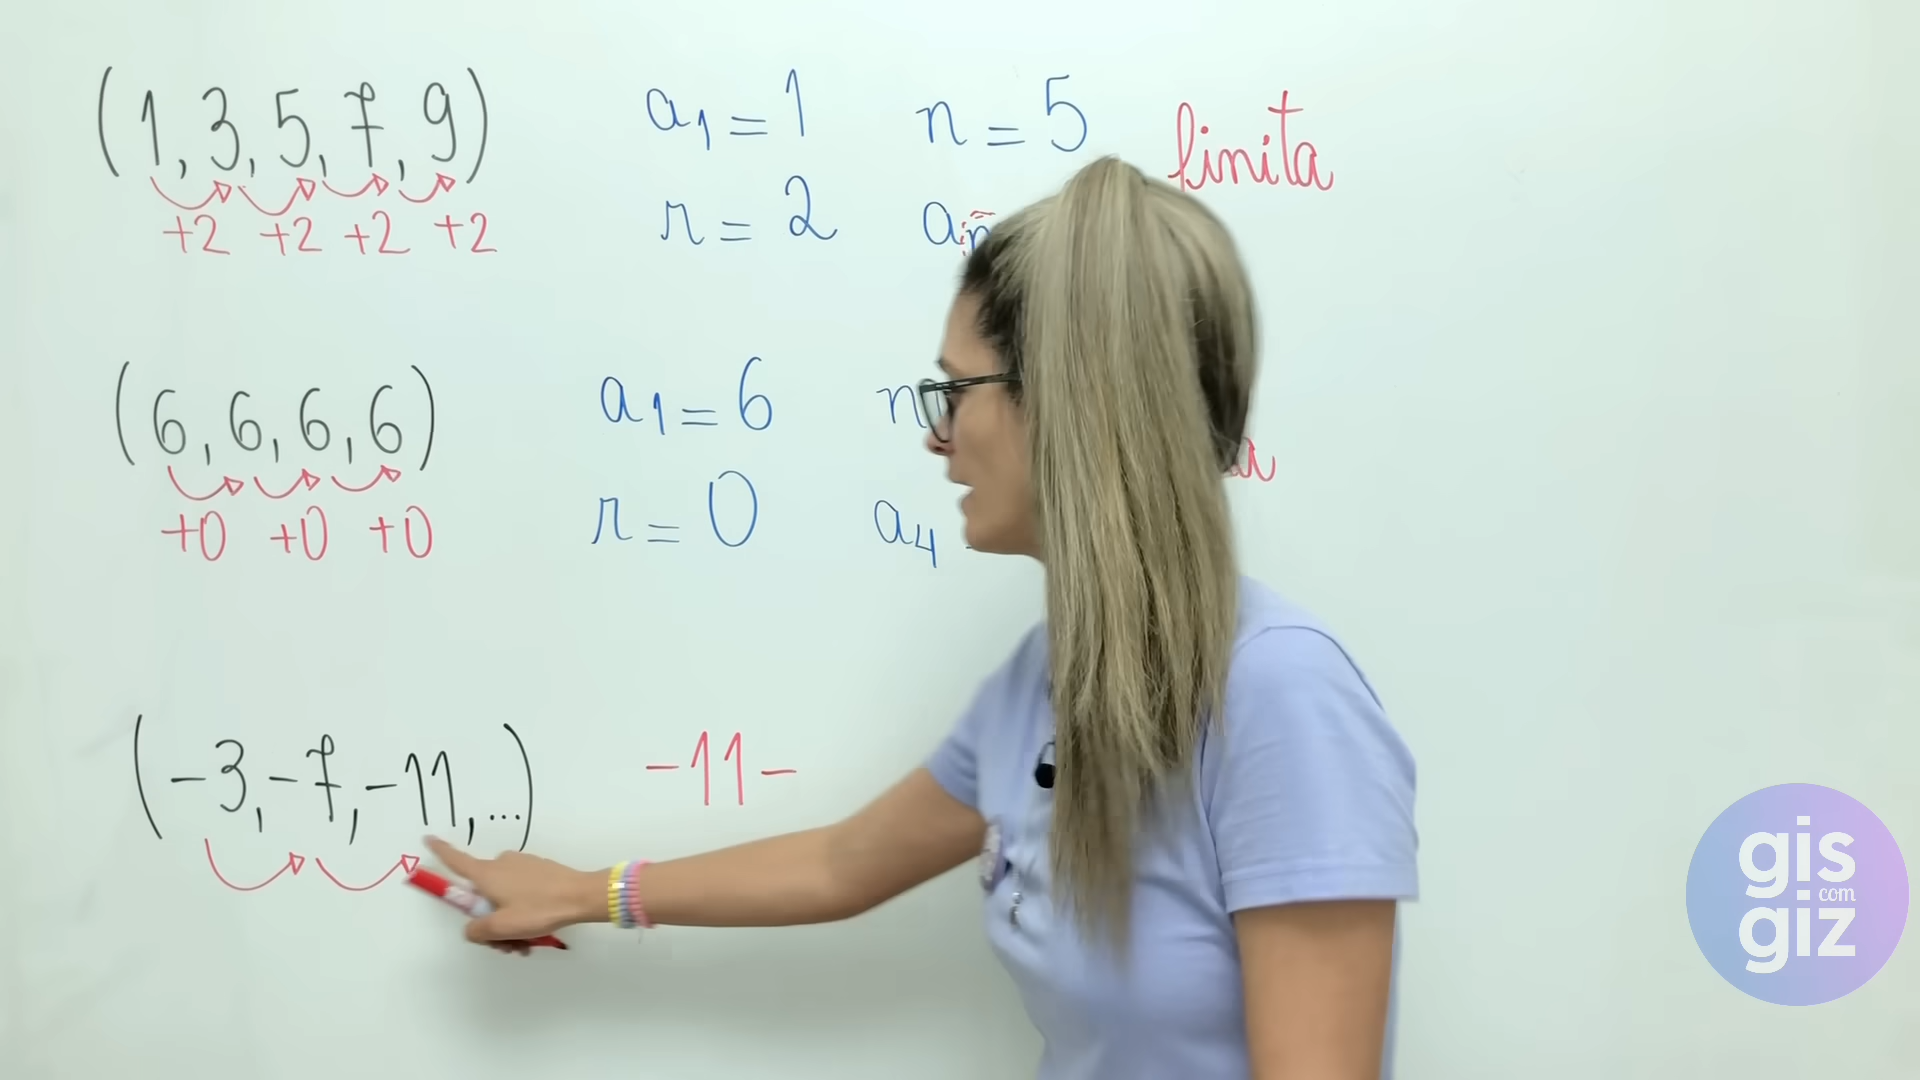 (1, 3, 5, 7, 9) a1 = 1 n = 5 finita
+2 +2 +2 +2 r = 2 an
(6, 6, 6, 6) a1 = 6 n
+0 +0 +0 r = 0 a4
(-3, -7, -11, ...) -11-
gis
com
giz